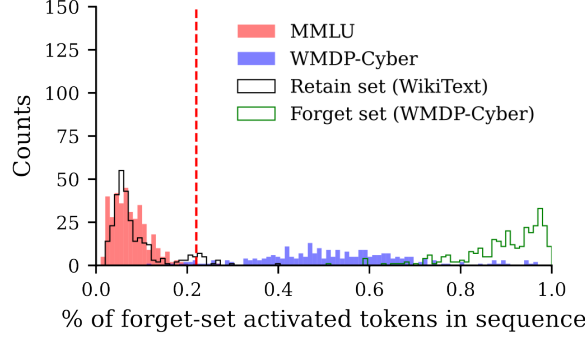 150
125
100
75
50
25
0
Counts
MMLU
WMDP-Cyber
Retain set (WikiText)
Forget set (WMDP-Cyber)
0.0 0.2 0.4 0.6 0.8 1.0
% of forget-set activated tokens in sequence